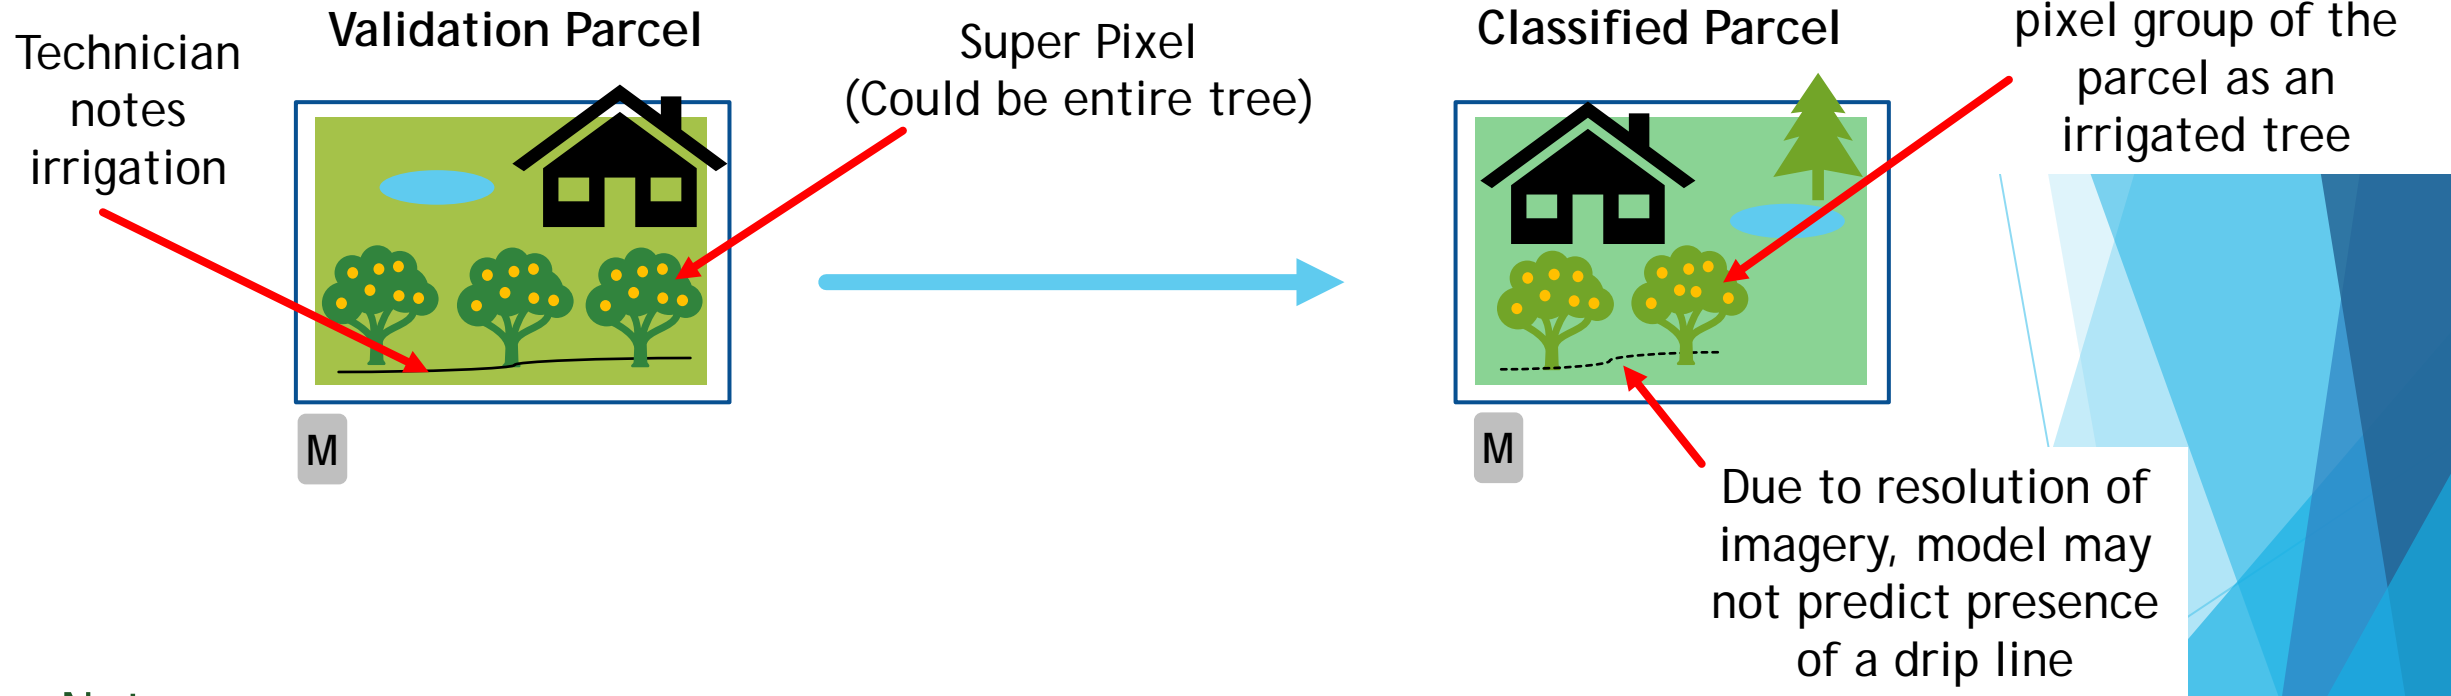 Technician
notes
irrigation
Validation Parcel
Super Pixel
(Could be entire tree)
Classified Parcel
pixel group of the
parcel as an
irrigated tree
M
M
Due to resolution of
imagery, model may
not predict presence
of a drip line